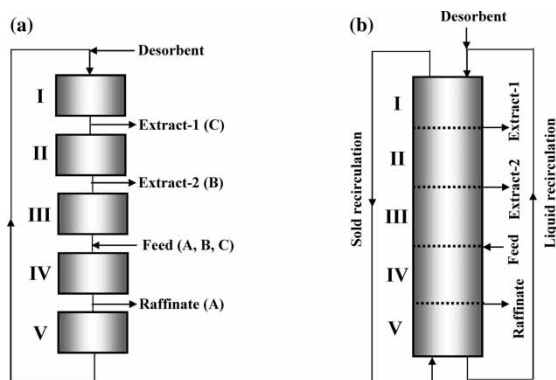 (a)
Desorbent
I
Extract-1 (C)
II
Extract-2 (B)
III
Feed (A, B, C)
IV
Raffinate (A)
V
(b)
Desorbent
I
Extract-1
II
Extract-2
III
Feed
IV
Raffinate
V
Sold recirculation
Liquid recirculation